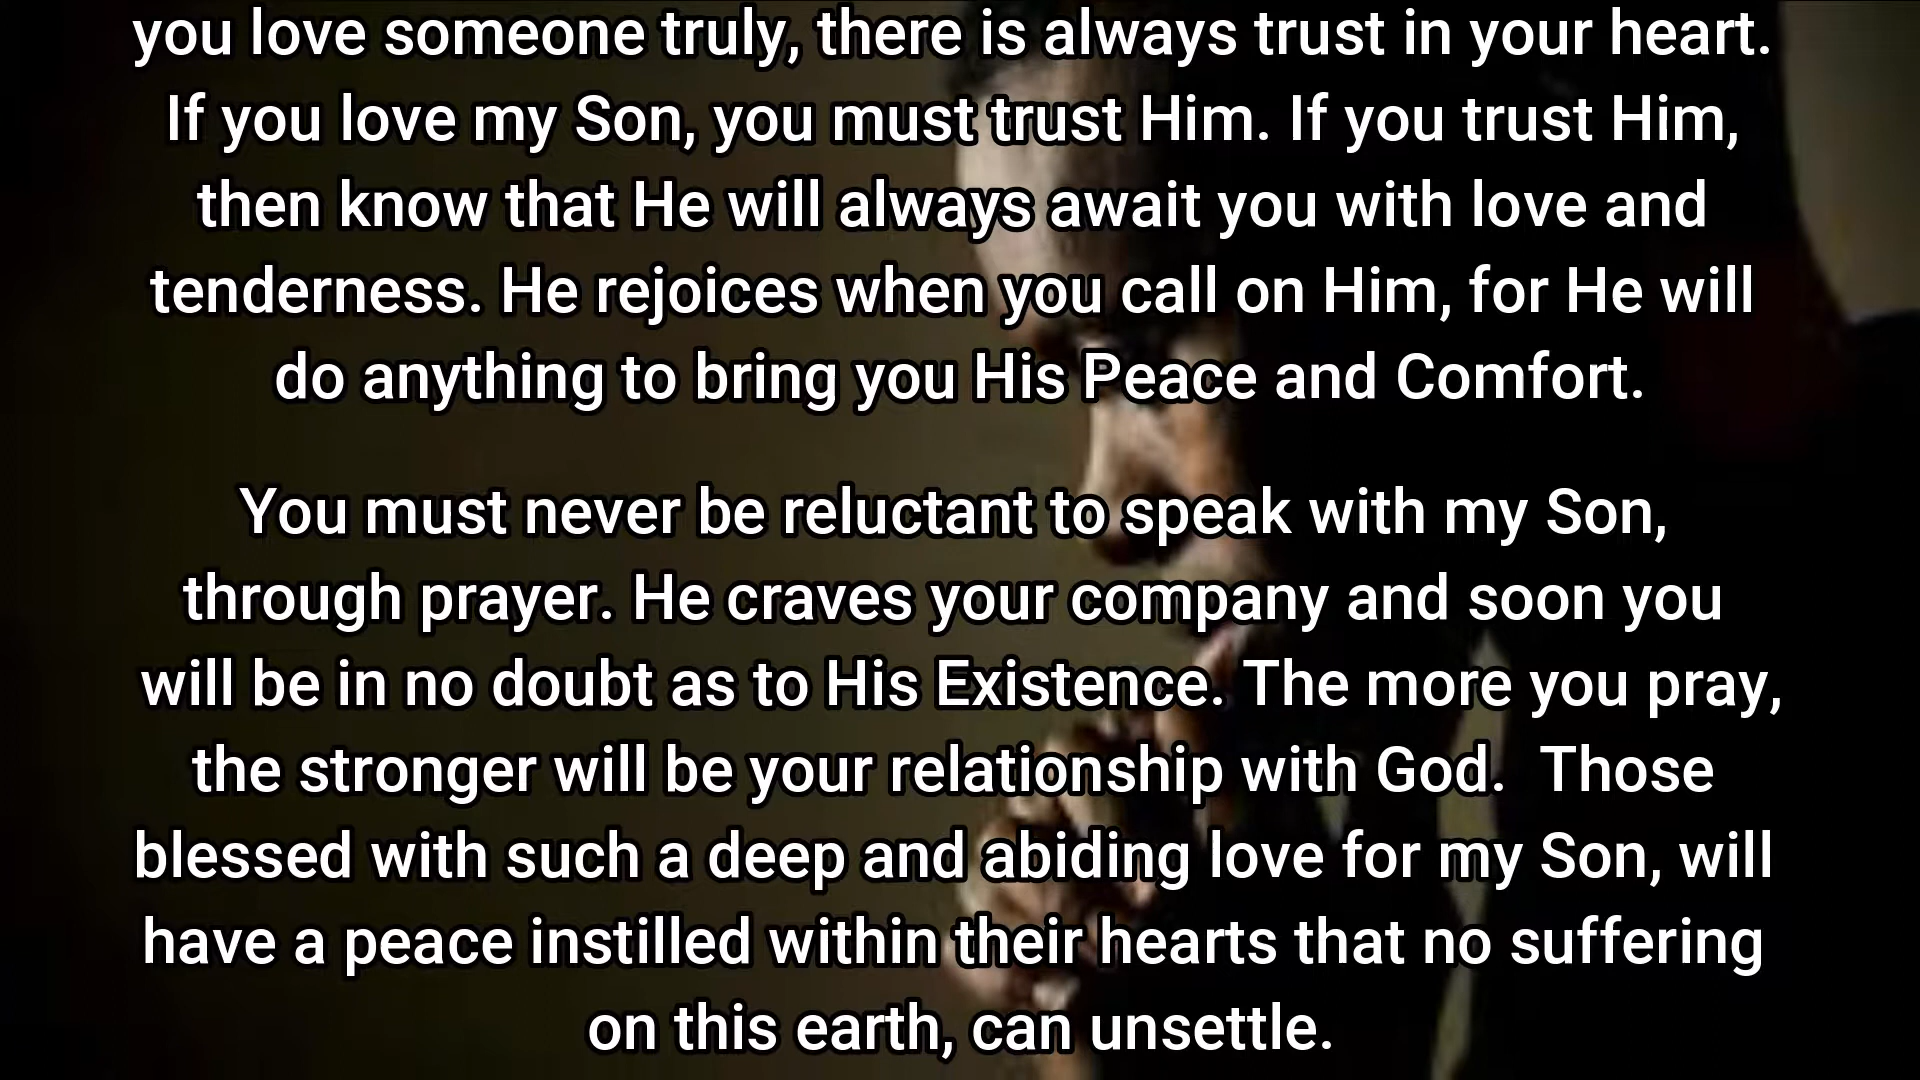 you love someone truly, there is always trust in your heart.
If you love my Son, you must trust Him. If you trust Him,
then know that He will always await you with love and
tenderness. He rejoices when you call on Him, for He will
do anything to bring you His Peace and Comfort.
You must never be reluctant to speak with my Son,
through prayer. He craves your company and soon you
will be in no doubt as to His Existence. The more you pray,
the stronger will be your relationship with God.  Those
blessed with such a deep and abiding love for my Son, will
have a peace instilled within their hearts that no suffering
on this earth, can unsettle.